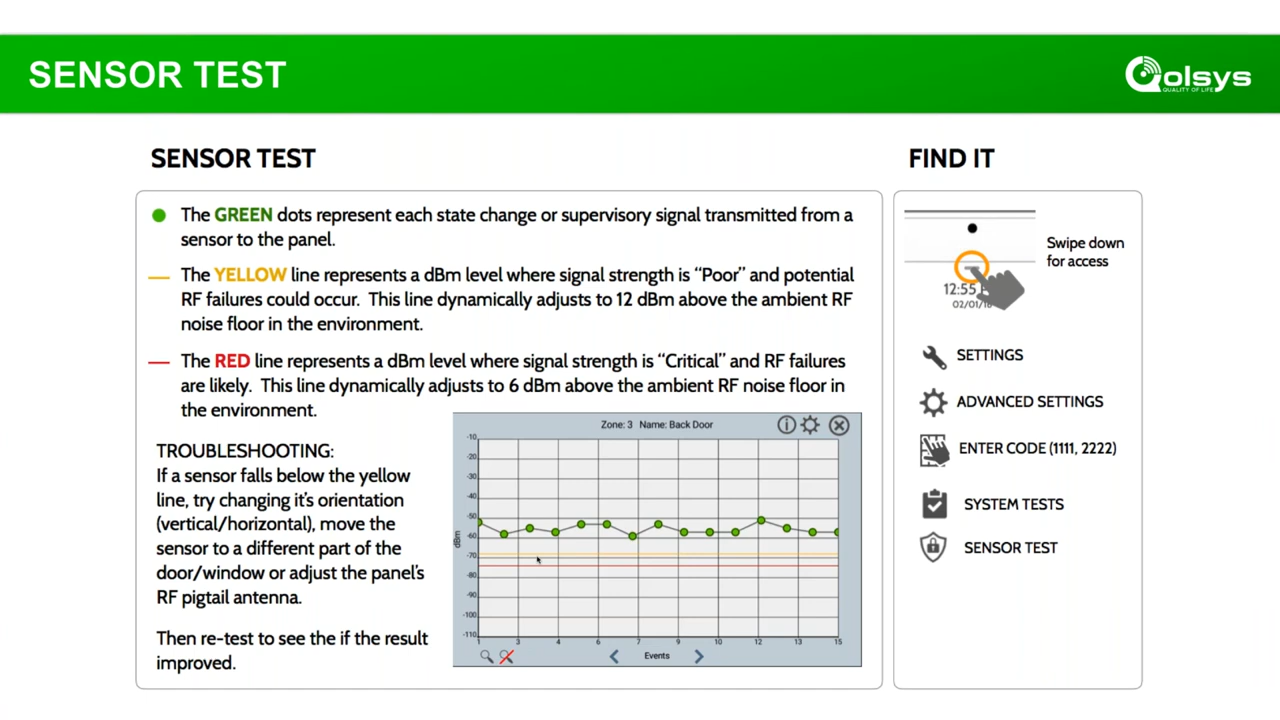 SENSOR TEST
Qolsys
QUALITY OF LIFE
SENSOR TEST
The GREEN dots represent each state change or supervisory signal transmitted from a
sensor to the panel.
The YELLOW line represents a dBm level where signal strength is “Poor” and potential
RF failures could occur. This line dynamically adjusts to 12 dBm above the ambient RF
noise floor in the environment.
The RED line represents a dBm level where signal strength is “Critical” and RF failures
are likely. This line dynamically adjusts to 6 dBm above the ambient RF noise floor in
the environment.
TROUBLESHOOTING:
If a sensor falls below the yellow
line, try changing it’s orientation
(vertical/horizontal), move the
sensor to a different part of the
door/window or adjust the panel’s
RF pigtail antenna.
Then re-test to see the if the result
improved.
Zone: 3 Name: Back Door
-10
-20
-30
-40
-50
-60
-70
-80
-90
-100
-110
dBm
1 3 4 6 7 9 10 12 13 15
Events
FIND IT
Swipe down
for access
12:55
02/01/18
SETTINGS
ADVANCED SETTINGS
ENTER CODE (1111, 2222)
SYSTEM TESTS
SENSOR TEST